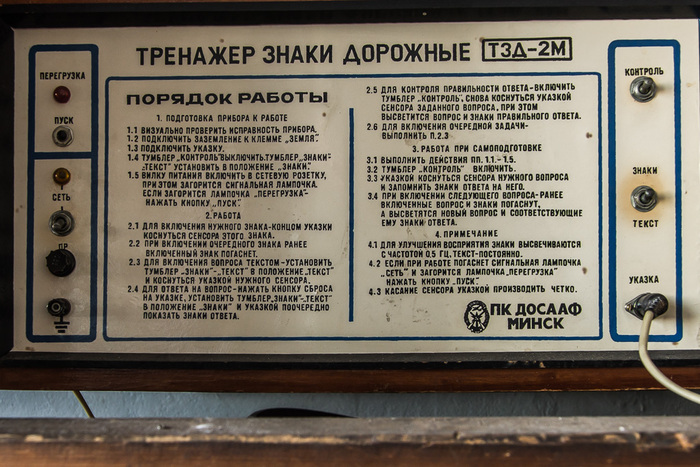 ТРЕНАЖЕР ЗНАКИ ДОРОЖНЫЕ ТЗД-2М
ПЕРЕГРУЗКА
ПУСК
СЕТЬ
ПР
ПОРЯДОК РАБОТЫ
1. ПОДГОТОВКА ПРИБОРА К РАБОТЕ
1.1 ВИЗУАЛЬНО ПРОВЕРИТЬ ИСПРАВНОСТЬ ПРИБОРА.
1.2 ПОДКЛЮЧИТЬ ЗАЗЕМЛЕНИЕ К КЛЕММЕ „ЗЕМЛЯ".
1.3 ПОДКЛЮЧИТЬ УКАЗКУ.
1.4 ТУМБЛЕР „КОНТРОЛЬ"ВЫКЛЮЧИТЬ.ТУМБЛЕР„ЗНАКИ-
-ТЕКСТ" УСТАНОВИТЬ В ПОЛОЖЕНИЕ „ЗНАКИ".
1.5 ВИЛКУ ПИТАНИЯ ВКЛЮЧИТЬ В СЕТЕВУЮ РОЗЕТКУ,
ПРИ ЭТОМ ЗАГОРИТСЯ СИГНАЛЬНАЯ ЛАМПОЧКА.
ЕСЛИ ЗАГОРИТСЯ ЛАМПОЧКА „ПЕРЕГРУЗКА"-
НАЖАТЬ КНОПКУ „ПУСК".
2. РАБОТА
2.1 ДЛЯ ВКЛЮЧЕНИЯ НУЖНОГО ЗНАКА-КОНЦОМ УКАЗКИ
КОСНУТЬСЯ СЕНСОРА ЭТОГО ЗНАКА.
2.2 ПРИ ВКЛЮЧЕНИИ ОЧЕРЕДНОГО ЗНАКА РАНЕЕ
ВКЛЮЧЕННЫЙ ЗНАК ПОГАСНЕТ.
2.3 ДЛЯ ВКЛЮЧЕНИЯ ВОПРОСА ТЕКСТОМ-УСТАНОВИТЬ
ТУМБЛЕР „ЗНАКИ"-„ТЕКСТ" В ПОЛОЖЕНИЕ „ТЕКСТ"
И КОСНУТЬСЯ УКАЗКОЙ НУЖНОГО СЕНСОРА.
2.4 ДЛЯ ОТВЕТА НА ВОПРОС-НАЖАТЬ КНОПКУ СБРОСА
НА УКАЗКЕ, УСТАНОВИТЬ ТУМБЛЕР „ЗНАКИ"-„ТЕКСТ"
В ПОЛОЖЕНИЕ „ЗНАКИ" И УКАЗКОЙ ПООЧЕРЕДНО
ПОКАЗАТЬ ЗНАКИ ОТВЕТА.
2.5 ДЛЯ КОНТРОЛЯ ПРАВИЛЬНОСТИ ОТВЕТА-ВКЛЮЧИТЬ
ТУМБЛЕР „КОНТРОЛЬ", СНОВА КОСНУТЬСЯ УКАЗКОЙ
СЕНСОРА ЗАДАННОГО ВОПРОСА, ПРИ ЭТОМ
ВЫСВЕТИТСЯ ВОПРОС И ЗНАКИ ПРАВИЛЬНОГО ОТВЕТА.
2.6 ДЛЯ ВКЛЮЧЕНИЯ ОЧЕРЕДНОЙ ЗАДАЧИ-
ВЫПОЛНИТЬ П.2.3
3. РАБОТА ПРИ САМОПОДГОТОВКЕ
3.1 ВЫПОЛНИТЬ ДЕЙСТВИЯ ПП. 1.1.- 1.5.
3.2 ТУМБЛЕР „КОНТРОЛЬ" ВКЛЮЧИТЬ.
3.3 УКАЗКОЙ КОСНУТЬСЯ СЕНСОРА НУЖНОГО ВОПРОСА
И ЗАПОМНИТЬ ЗНАКИ ОТВЕТА НА НЕГО.
3.4 ПРИ ВКЛЮЧЕНИИ СЛЕДУЮЩЕГО ВОПРОСА-РАНЕЕ
ВКЛЮЧЕННЫЕ ВОПРОС И ЗНАКИ ПОГАСНУТ,
А ВЫСВЕТЯТСЯ НОВЫЙ ВОПРОС И СООТВЕТСТВУЮЩИЕ
ЕМУ ЗНАКИ ОТВЕТА.
4. ПРИМЕЧАНИЕ
4.1 ДЛЯ УЛУЧШЕНИЯ ВОСПРИЯТИЯ ЗНАКИ ВЫСВЕЧИВАЮТСЯ
С ЧАСТОТОЙ 0,5 ГЦ, ТЕКСТ-ПОСТОЯННО.
4.2 ЕСЛИ ПРИ РАБОТЕ ПОГАСНЕТ СИГНАЛЬНАЯ ЛАМПОЧКА
„СЕТЬ" И ЗАГОРИТСЯ ЛАМПОЧКА „ПЕРЕГРУЗКА"
НАЖАТЬ КНОПКУ „ПУСК".
4.3 КАСАНИЕ СЕНСОРА УКАЗКОЙ ПРОИЗВОДИТЬ ЧЕТКО.
ПК ДОСААФ
МИНСК
КОНТРОЛЬ
ЗНАКИ
ТЕКСТ
УКАЗКА